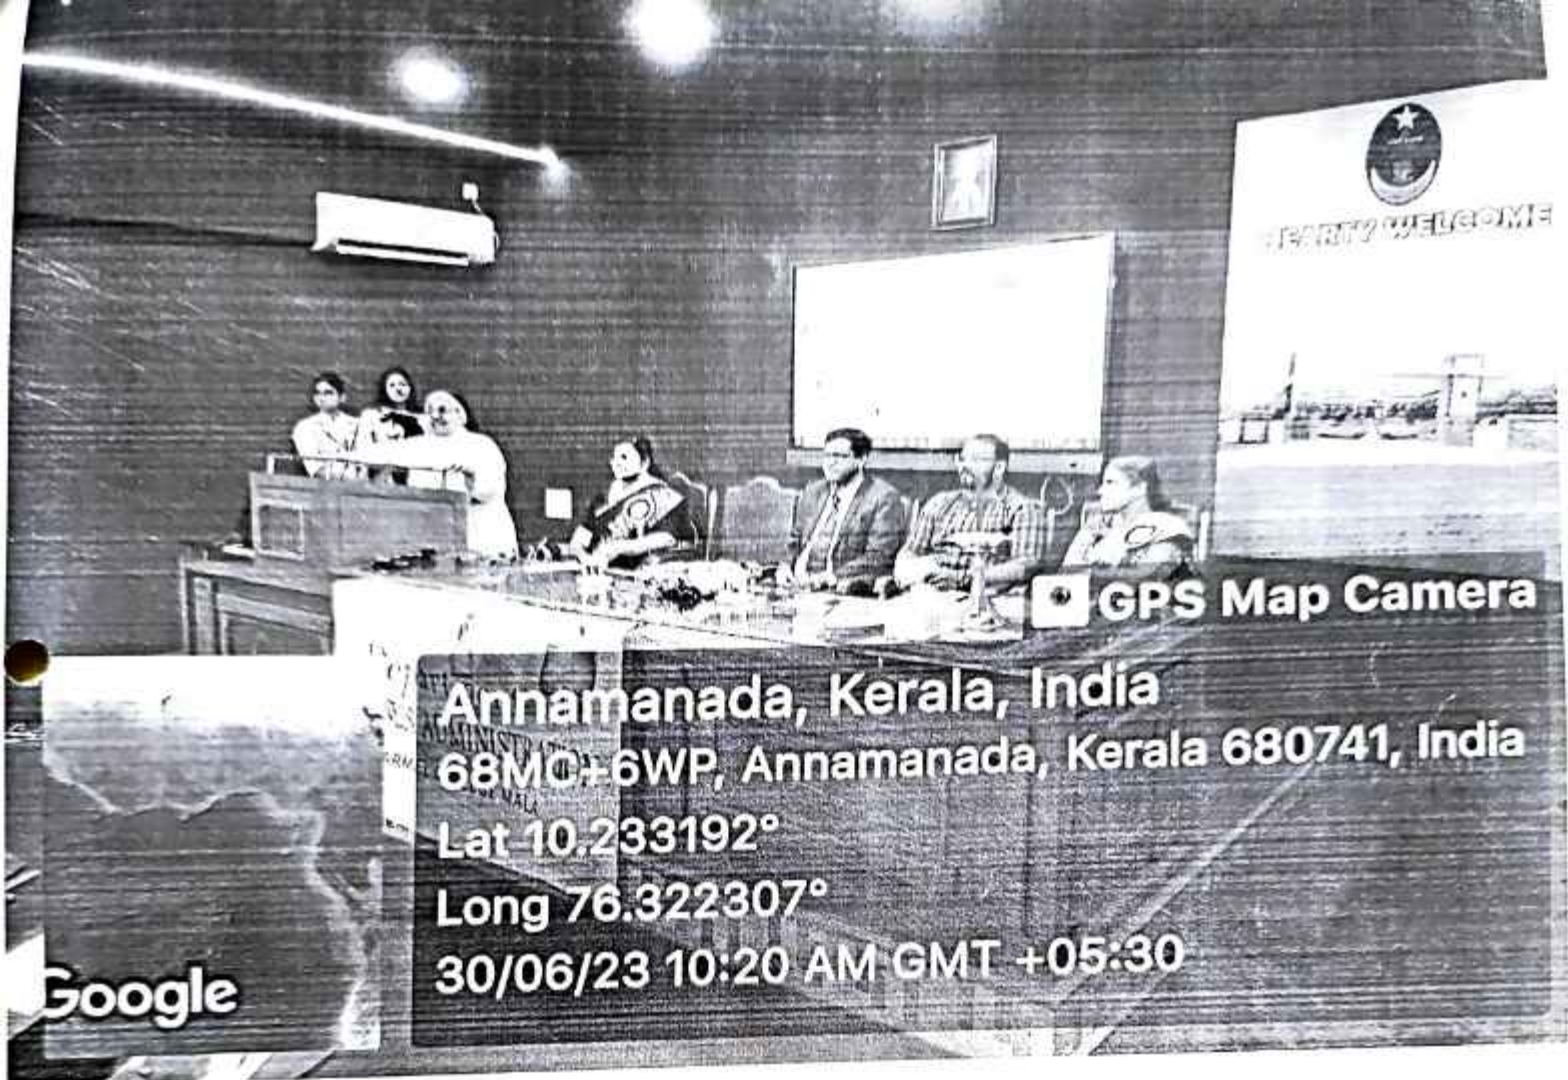 HEARTY WELCOME
GPS Map Camera
Annamanada, Kerala, India
68MC+6WP, Annamanada, Kerala 680741, India
Lat 10.233192°
Long 76.322307°
30/06/23 10:20 AM GMT +05:30
Google